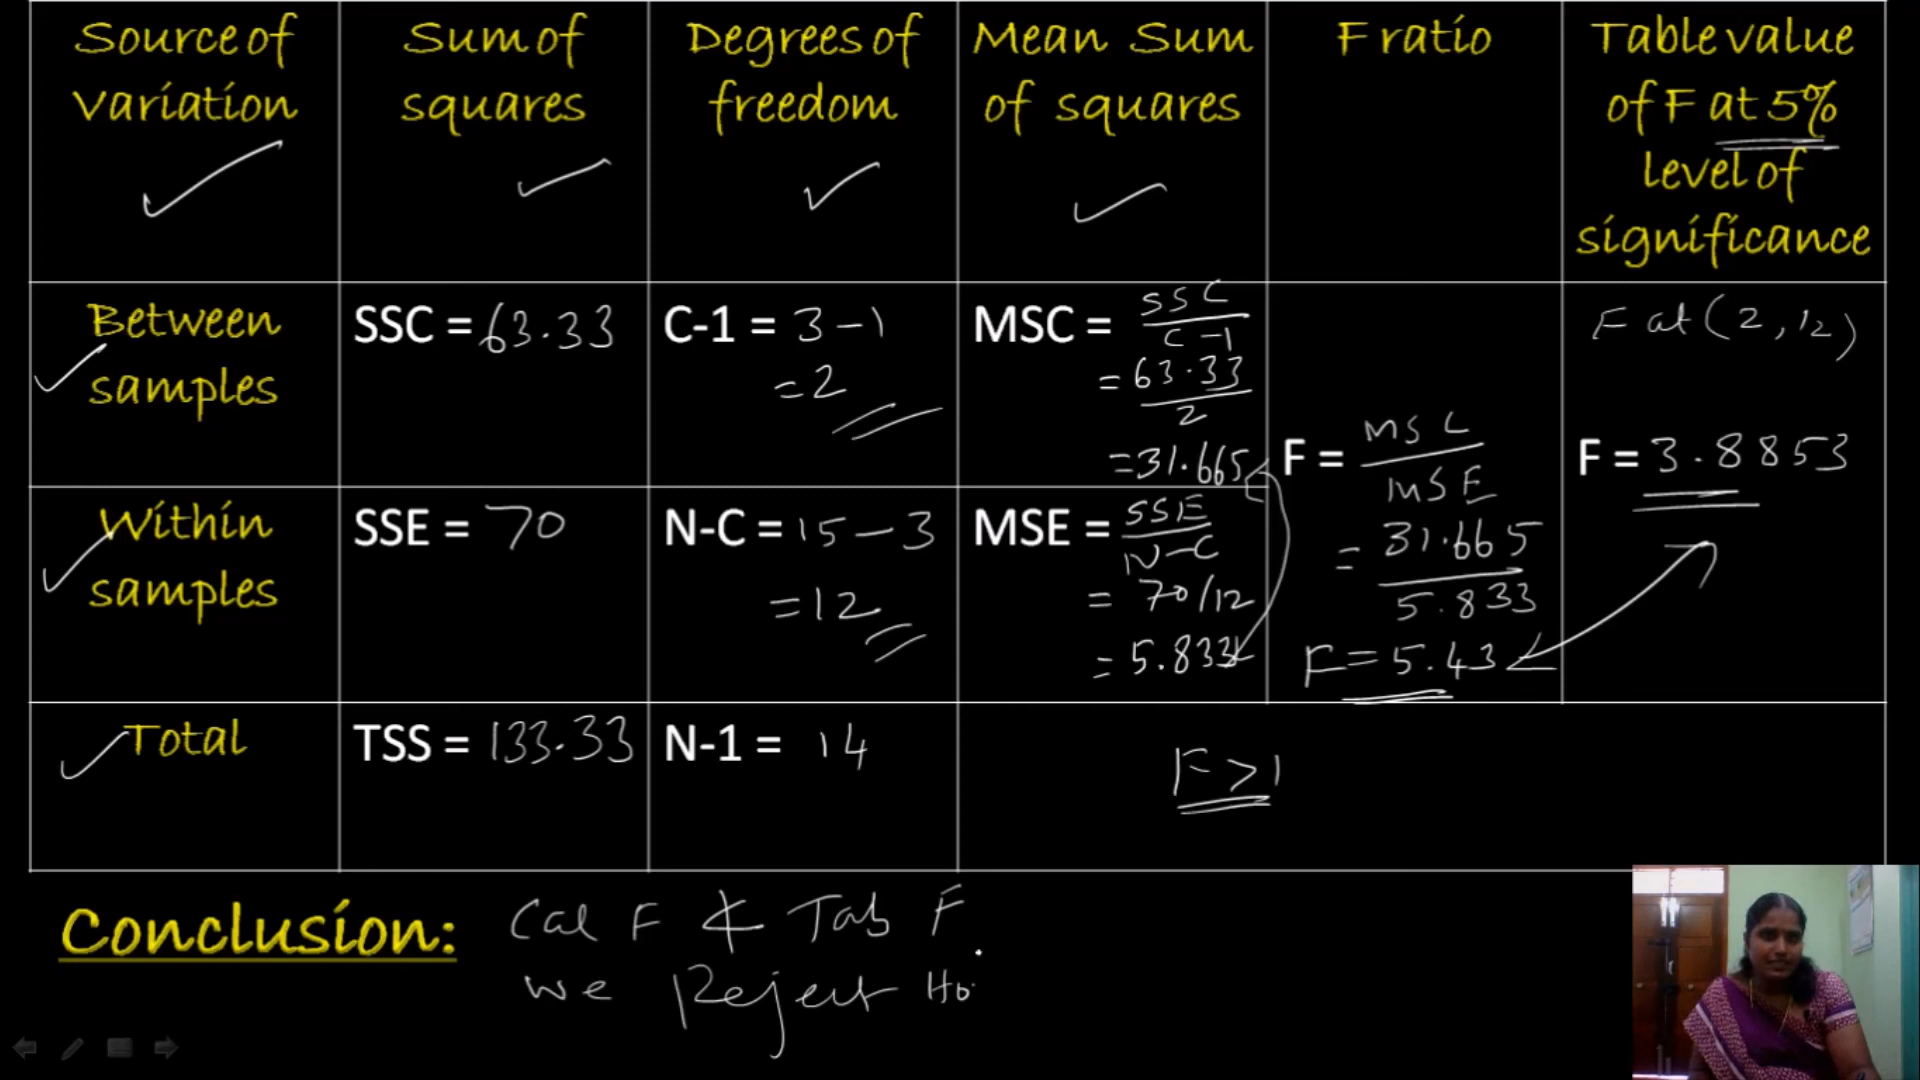 Source of
variation
Sum of
squares
Degrees of
freedom
Mean Sum
of squares
F ratio
Table value
of F at 5%
level of
significance
Between
samples
SSC = 63.33
C-1 = 3-1
=2
MSC = SSC
C-1
= 63.33
2
=31.665
F at (2,12)
F = MSC
MSE
= 31.665
5.833
F=5.43
F = 3.8853
Within
samples
SSE = 70
N-C = 15-3
=12
MSE = SSE
N-C
= 70/12
= 5.833
Total
TSS = 133.33
N-1 = 14
F>1
Conclusion:
Cal F ≮ Tab F.
we Reject Ho.